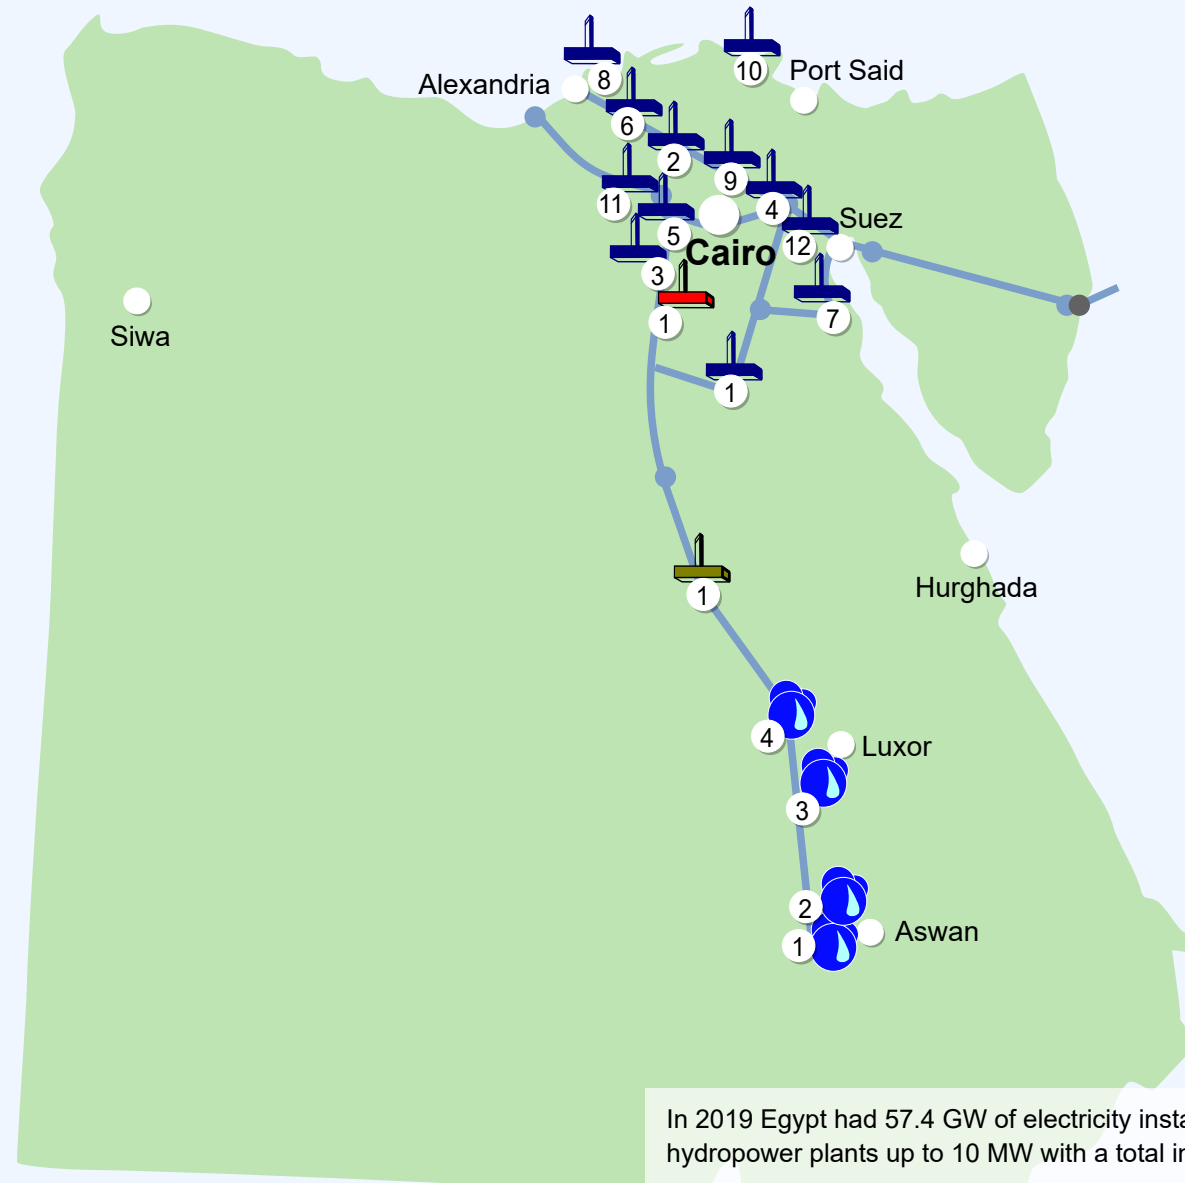 8
10
Port Said
Alexandria
6
2
9
11
4
Suez
5
12
Cairo
3
1
7
Siwa
1
Hurghada
1
4
Luxor
3
2
1
Aswan
In 2019 Egypt had 57.4 GW of electricity insta
hydropower plants up to 10 MW with a total in